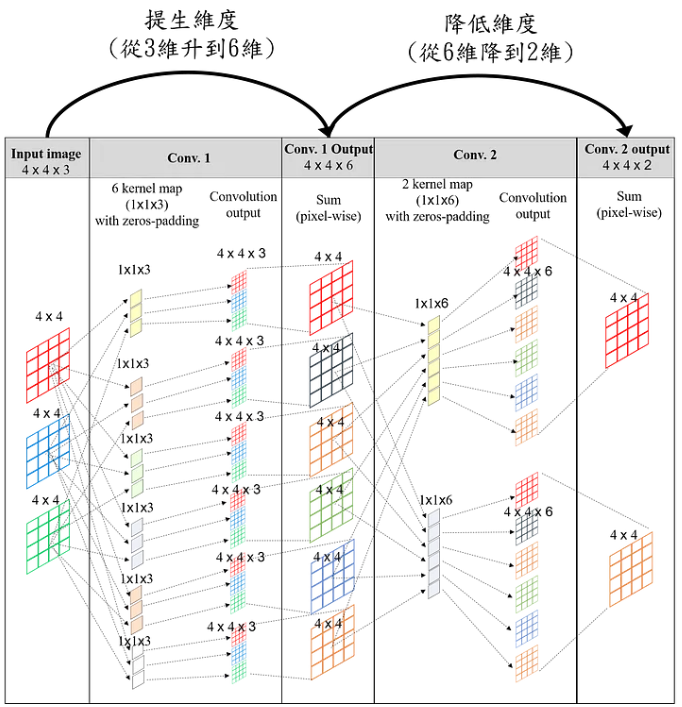 提生維度
(從3維升到6維)
降低維度
(從6維降到2維)
Input image
4 x 4 x 3
Conv. 1
Conv. 1 Output
4 x 4 x 6
Conv. 2
Conv. 2 output
4 x 4 x 2
6 kernel map
(1x1x3)
with zeros-padding
Convolution
output
Sum
(pixel-wise)
2 kernel map
(1x1x6)
with zeros-padding
Convolution
output
Sum
(pixel-wise)
4 x 4
4 x 4
4 x 4
1x1x3
1x1x3
1x1x3
1x1x3
1x1x3
1x1x3
4 x 4 x 3
4 x 4 x 3
4 x 4 x 3
4 x 4 x 3
4 x 4 x 3
4 x 4 x 3
4 x 4
4 x 4
4 x 4
4 x 4
4 x 4
4 x 4
1x1x6
1x1x6
4 x 4 x 6
4 x 4 x 6
4 x 4
4 x 4